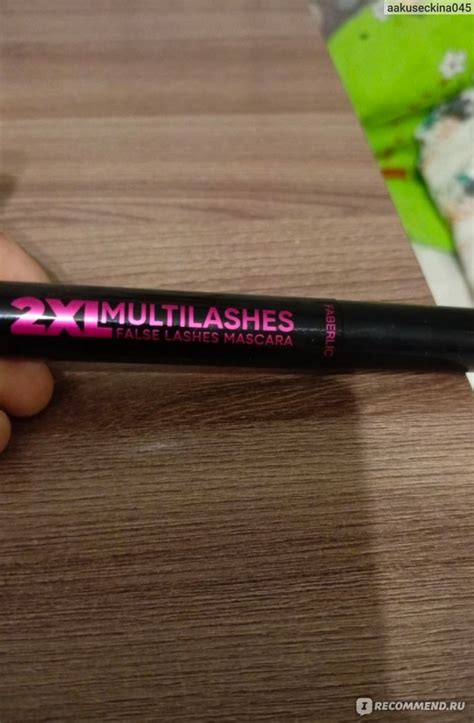 aakuseckina045
2XL MULTILASHES
FALSE LASHES MASCARA
FABERLIC
I RECOMMEND.RU